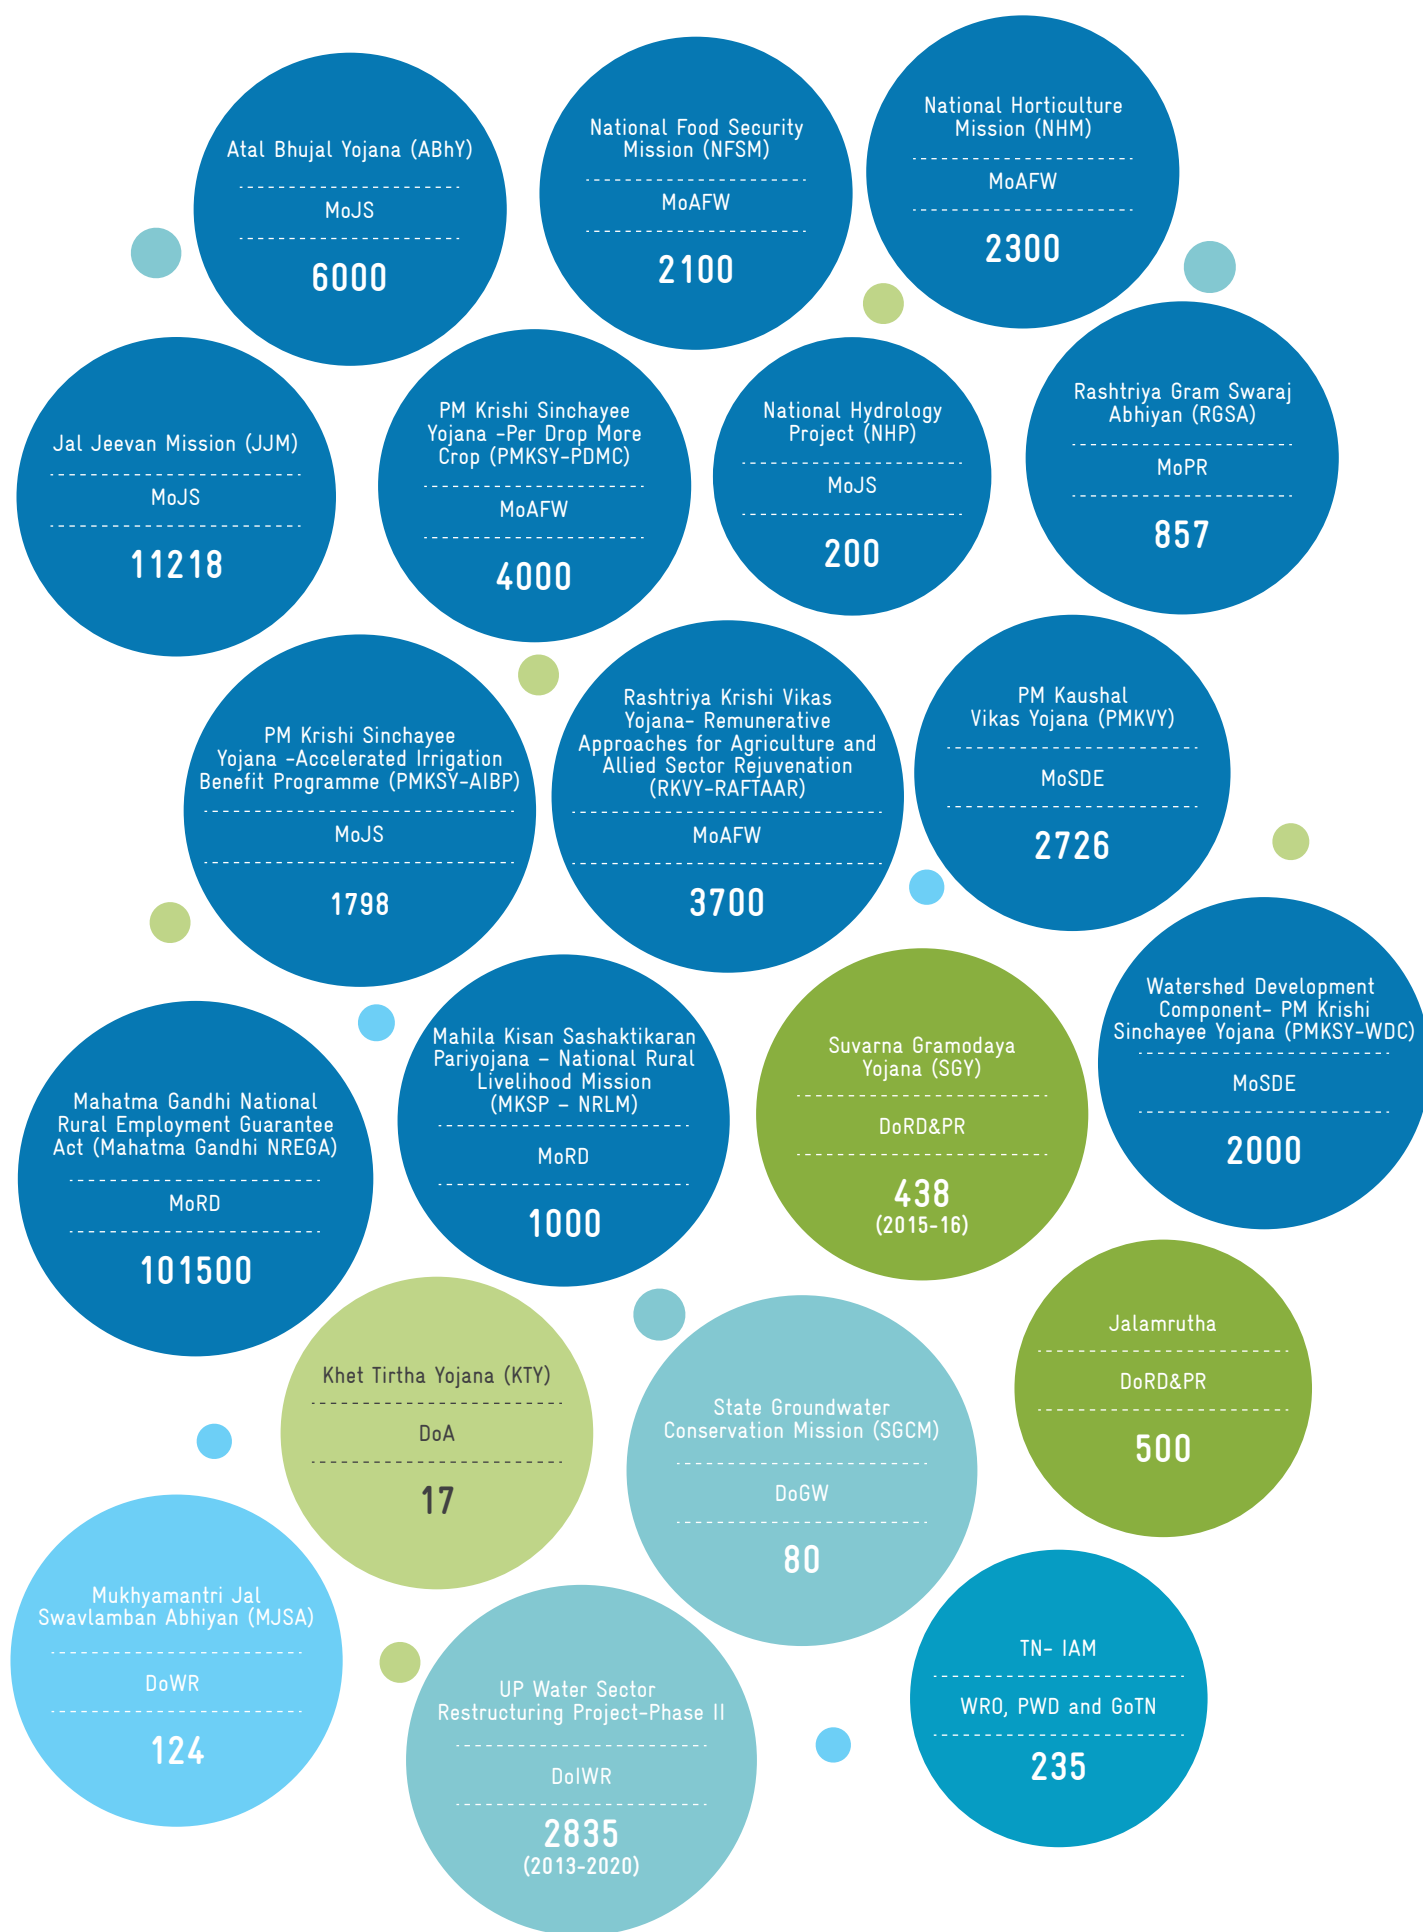 Atal Bhujal Yojana (ABhY)
MoJS
6000
National Food Security
Mission (NFSM)
MoAFW
2100
National Horticulture
Mission (NHM)
MoAFW
2300
Jal Jeevan Mission (JJM)
MoJS
11218
PM Krishi Sinchayee
Yojana -Per Drop More
Crop (PMKSY-PDMC)
MoAFW
4000
National Hydrology
Project (NHP)
MoJS
200
Rashtriya Gram Swaraj
Abhiyan (RGSA)
MoPR
857
PM Krishi Sinchayee
Yojana -Accelerated Irrigation
Benefit Programme (PMKSY-AIBP)
MoJS
1798
Rashtriya Krishi Vikas
Yojana- Remunerative
Approaches for Agriculture and
Allied Sector Rejuvenation
(RKVY-RAFTAAR)
MoAFW
3700
PM Kaushal
Vikas Yojana (PMKVY)
MoSDE
2726
Mahatma Gandhi National
Rural Employment Guarantee
Act (Mahatma Gandhi NREGA)
MoRD
101500
Mahila Kisan Sashaktikaran
Pariyojana – National Rural
Livelihood Mission
(MKSP – NRLM)
MoRD
1000
Suvarna Gramodaya
Yojana (SGY)
DoRD&PR
438
(2015-16)
Watershed Development
Component- PM Krishi
Sinchayee Yojana (PMKSY-WDC)
MoSDE
2000
Khet Tirtha Yojana (KTY)
DoA
17
State Groundwater
Conservation Mission (SGCM)
DoGW
80
Jalamrutha
DoRD&PR
500
Mukhyamantri Jal
Swavlamban Abhiyan (MJSA)
DoWR
124
UP Water Sector
Restructuring Project-Phase II
DoIWR
2835
(2013-2020)
TN- IAM
WRO, PWD and GoTN
235